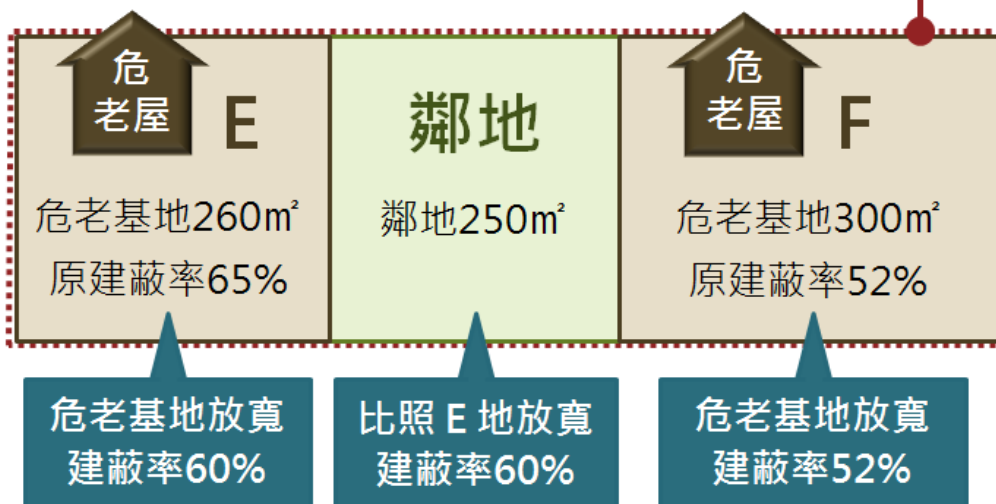 危
老屋
E
危老基地260㎡
原建蔽率65%
鄰地
鄰地250㎡
危
老屋
F
危老基地300㎡
原建蔽率52%
危老基地放寬
建蔽率60%
比照 E 地放寬
建蔽率60%
危老基地放寬
建蔽率52%